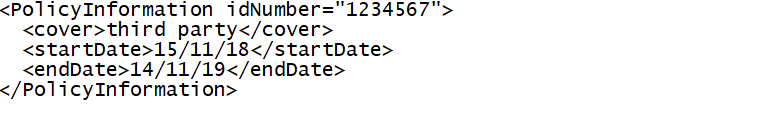 <PolicyInformation idNumber="1234567">
  <cover>third party</cover>
  <startDate>15/11/18</startDate>
  <endDate>14/11/19</endDate>
</PolicyInformation>